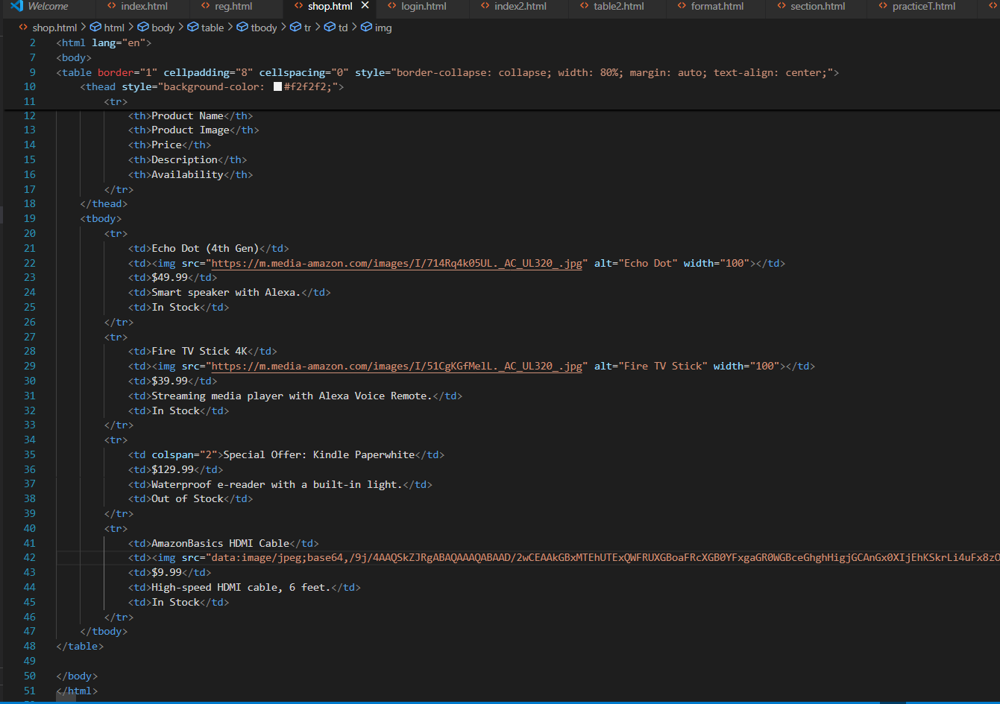 Welcome index.html reg.html shop.html login.html index2.html table2.html format.html section.html practiceT.html
shop.html > html > body > table > tbody > tr > td > img
2 <html lang="en">
7 <body>
9 <table border="1" cellpadding="8" cellspacing="0" style="border-collapse: collapse; width: 80%; margin: auto; text-align: center;">
10 <thead style="background-color: #f2f2f2;">
11 <tr>
12 <th>Product Name</th>
13 <th>Product Image</th>
14 <th>Price</th>
15 <th>Description</th>
16 <th>Availability</th>
17 </tr>
18 </thead>
19 <tbody>
20 <tr>
21 <td>Echo Dot (4th Gen)</td>
22 <td><img src="https://m.media-amazon.com/images/I/714Rq4k05UL._AC_UL320_.jpg" alt="Echo Dot" width="100"></td>
23 <td>$49.99</td>
24 <td>Smart speaker with Alexa.</td>
25 <td>In Stock</td>
26 </tr>
27 <tr>
28 <td>Fire TV Stick 4K</td>
29 <td><img src="https://m.media-amazon.com/images/I/51CgKGfMelL._AC_UL320_.jpg" alt="Fire TV Stick" width="100"></td>
30 <td>$39.99</td>
31 <td>Streaming media player with Alexa Voice Remote.</td>
32 <td>In Stock</td>
33 </tr>
34 <tr>
35 <td colspan="2">Special Offer: Kindle Paperwhite</td>
36 <td>$129.99</td>
37 <td>Waterproof e-reader with a built-in light.</td>
38 <td>Out of Stock</td>
39 </tr>
40 <tr>
41 <td>AmazonBasics HDMI Cable</td>
42 <td><img src="data:image/jpeg;base64,/9j/4AAQSkZJRgABAQAAAQABAAD/2wCEAAkGBxMTEhUTExQWFRUXGBoaFRcXGB0YFxgaGR0WGBceGhghHigjGCAnGx0XIjEhKSkrLi4uFx8zO
43 <td>$9.99</td>
44 <td>High-speed HDMI cable, 6 feet.</td>
45 <td>In Stock</td>
46 </tr>
47 </tbody>
48 </table>
49
50 </body>
51 </html>